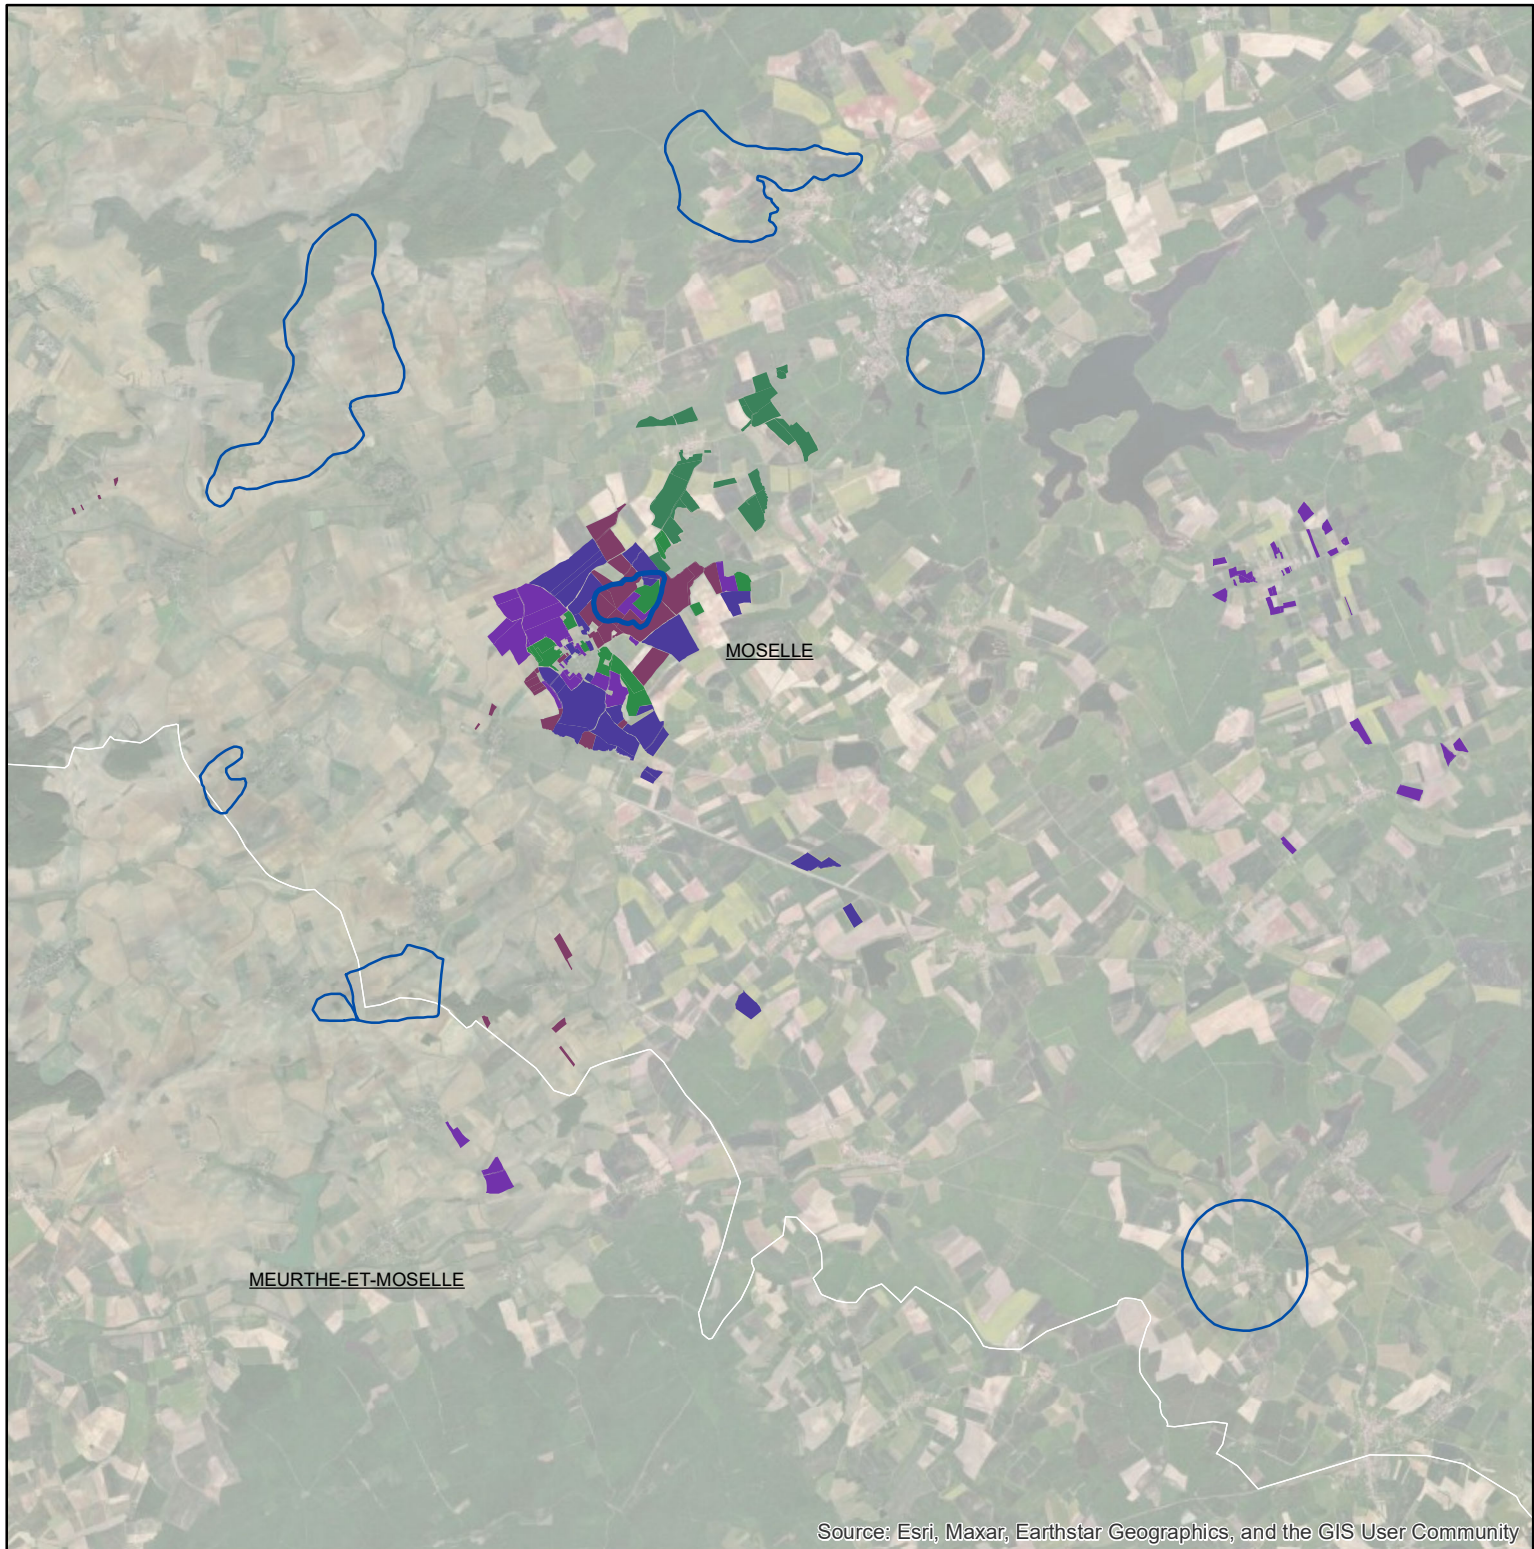 MOSELLE
MEURTHE-ET-MOSELLE
Source: Esri, Maxar, Earthstar Geographics, and the GIS User Community